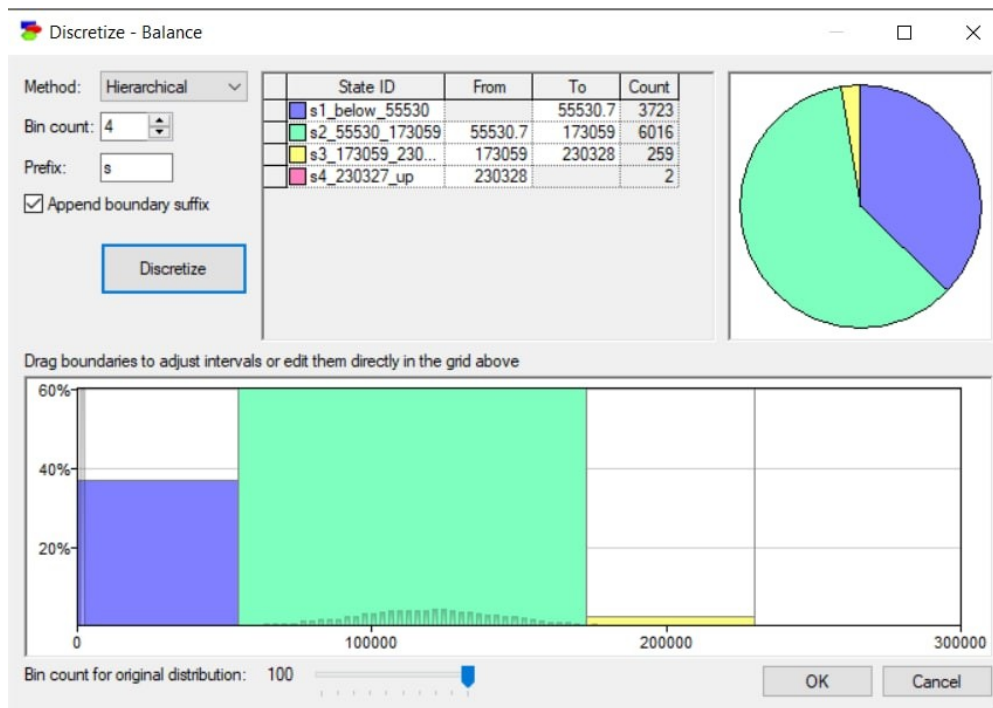 Discretize - Balance
Method: Hierarchical
Bin count: 4
Prefix: s
Append boundary suffix
Discretize
State ID From To Count
s1_below_55530 55530.7 3723
s2_55530_173059 55530.7 173059 6016
s3_173059_230... 173059 230328 259
s4_230327_up 230328 2
Drag boundaries to adjust intervals or edit them directly in the grid above
60%
40%
20%
0 100000 200000 300000
Bin count for original distribution: 100
OK Cancel